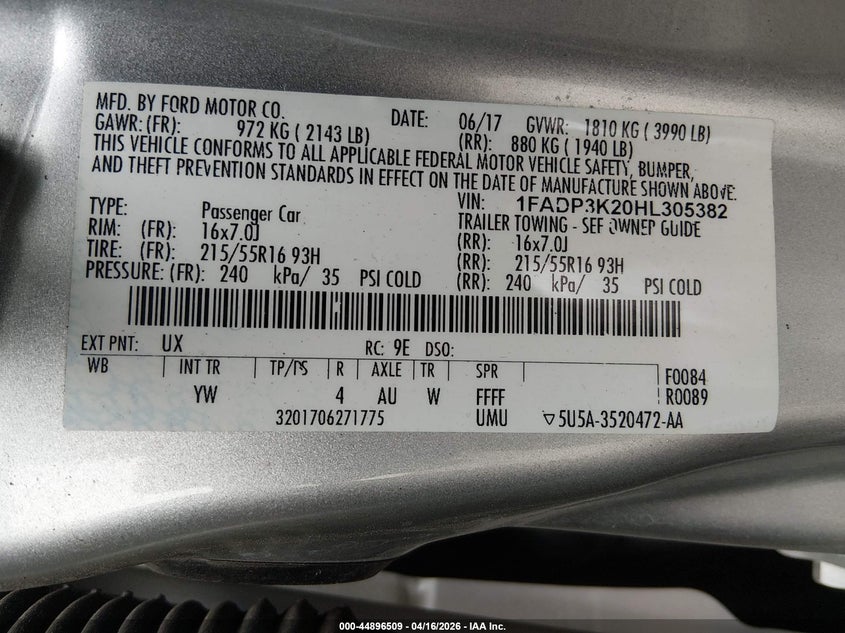 MFD. BY FORD MOTOR CO. DATE: 06/17 GVWR: 1810 KG ( 3990 LB)
GAWR: (FR): 972 KG ( 2143 LB) (RR): 880 KG ( 1940 LB)
THIS VEHICLE CONFORMS TO ALL APPLICABLE FEDERAL MOTOR VEHICLE SAFETY, BUMPER,
AND THEFT PREVENTION STANDARDS IN EFFECT ON THE DATE OF MANUFACTURE SHOWN ABOVE.
VIN: 1FADP3K20HL305382
TYPE: Passenger Car TRAILER TOWING - SEE OWNER GUIDE
RIM: (FR): 16x7.0J (RR): 16x7.0J
TIRE: (FR): 215/55R16 93H (RR): 215/55R16 93H
PRESSURE: (FR): 240 kPa/ 35 PSI COLD (RR): 240 kPa/ 35 PSI COLD
EXT PNT: UX RC: 9E DSO:
WB INT TR TP/PS R AXLE TR SPR F0084
YW 4 AU W FFFF R0089
3201706271775 UMU ▽5U5A-3520472-AA
000-44896509 - 04/16/2026 - IAA Inc.